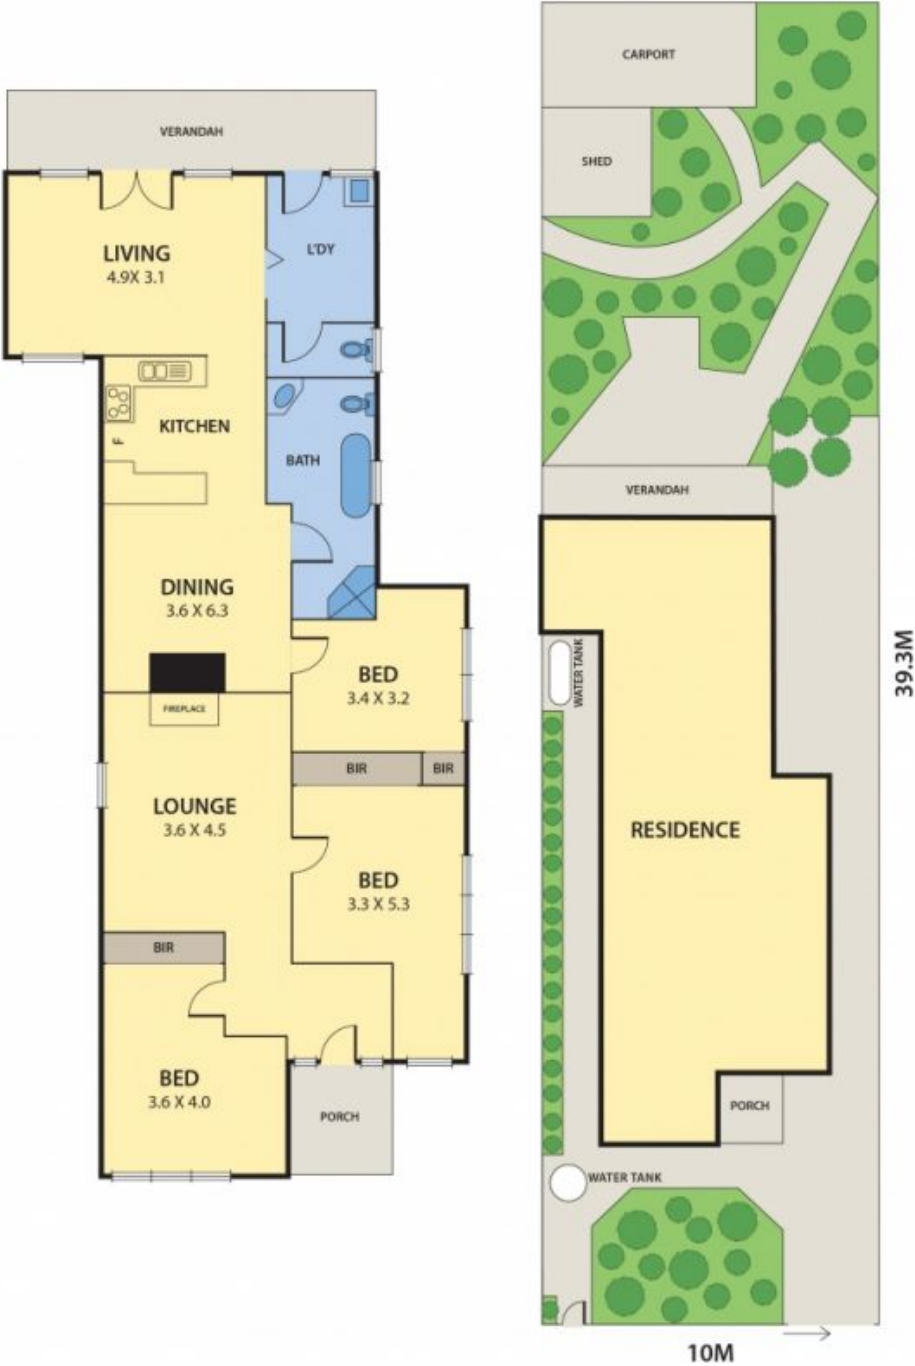 VERANDAH
LIVING
4.9X 3.1
L'DY
KITCHEN
F
BATH
DINING
3.6 X 6.3
BED
3.4 X 3.2
FIREPLACE
BIR
BIR
LOUNGE
3.6 X 4.5
BED
3.3 X 5.3
BIR
BED
3.6 X 4.0
PORCH
CARPORT
SHED
VERANDAH
WATER TANK
39.3M
RESIDENCE
PORCH
WATER TANK
10M